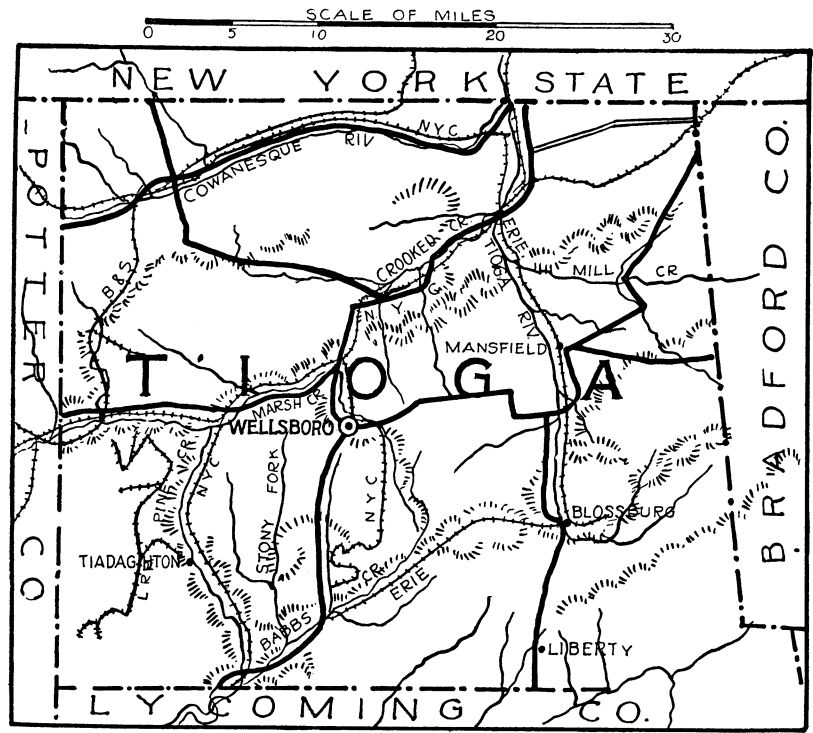 SCALE OF MILES
0 5 10 20 30
NEW YORK STATE
POTTER CO
BRADFORD CO.
NYC
COWANESQUE RIV
B&S
CROOKED CR.
ERIE
TIOGA RIV
MILL CR
N Y C
MANSFIELD
TIOGA
MARSH CR
WELLSBORO
PINE CR
NYC
STONY FORK
NYC
BLOSSBURG
TIADAGHTON
BABBS CR
ERIE
LIBERTY
LYCOMING CO.